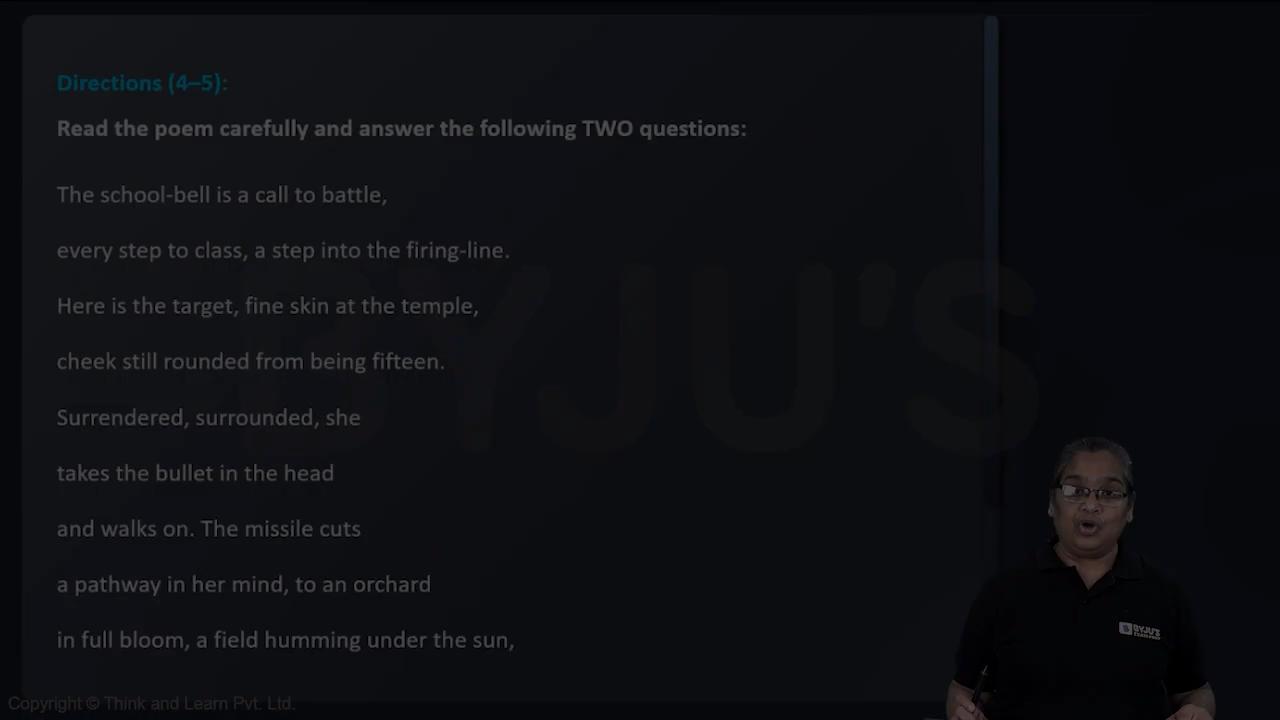 Directions (4–5):
Read the poem carefully and answer the following TWO questions:
The school-bell is a call to battle,
every step to class, a step into the firing-line.
Here is the target, fine skin at the temple,
cheek still rounded from being fifteen.
Surrendered, surrounded, she
takes the bullet in the head
and walks on. The missile cuts
a pathway in her mind, to an orchard
in full bloom, a field humming under the sun,
BYJU'S
BYJU'S
EXAM PREP
Copyright © Think and Learn Pvt. Ltd.